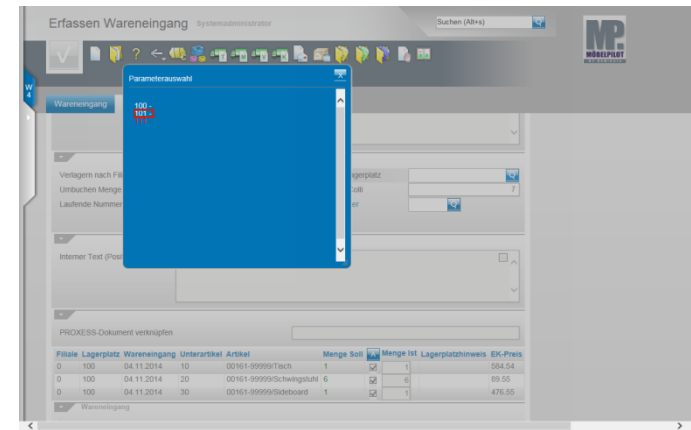 Erfassen Wareneingang Systemadministrator
Suchen (Alt+s)
MP
MÖBELPILOT
W
4
Parameterauswahl
100 -
101 -
Wareneingang
Verlagern nach Fil
agerplatz
Umbuchen Menge
Colli
7
Laufende Nummer
er
Interner Text (Posi
PROXESS-Dokument verknüpfen
Filiale Lagerplatz Wareneingang Unterartikel Artikel Menge Soll Menge Ist Lagerplatzhinweis EK-Preis
0 100 04.11.2014 10 00161-99999/Tisch 1 1 584.54
0 100 04.11.2014 20 00161-99999/Schwingstuhl 6 6 89.55
0 100 04.11.2014 30 00161-99999/Sideboard 1 1 476.55
Wareneingang